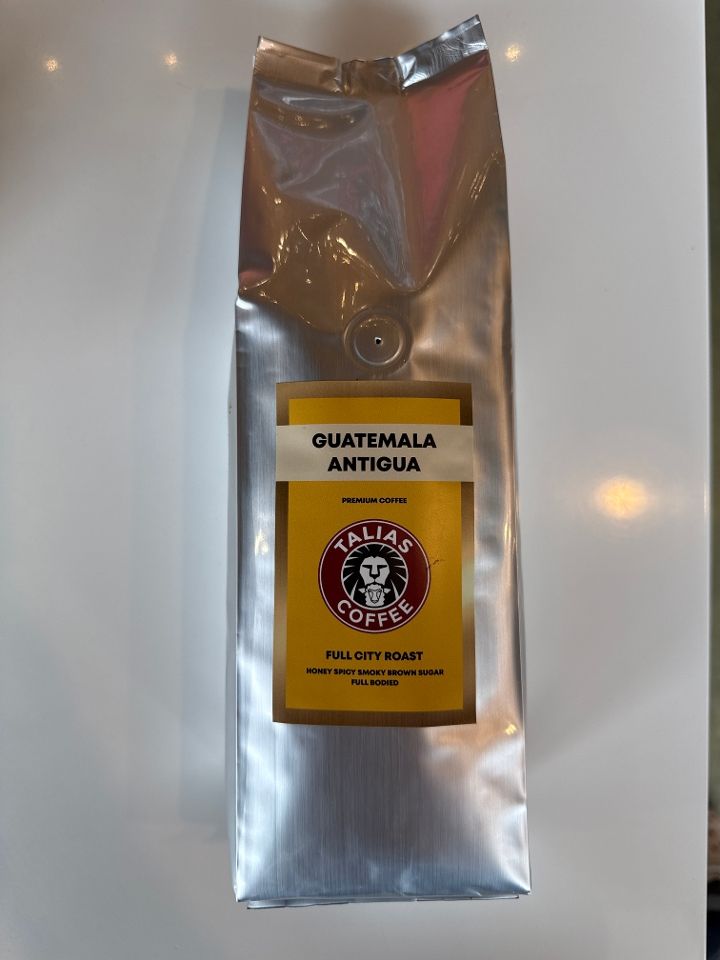 GUATEMALA
ANTIGUA
PREMIUM COFFEE
TALIAS
COFFEE
FULL CITY ROAST
HONEY SPICY SMOKY BROWN SUGAR
FULL BODIED